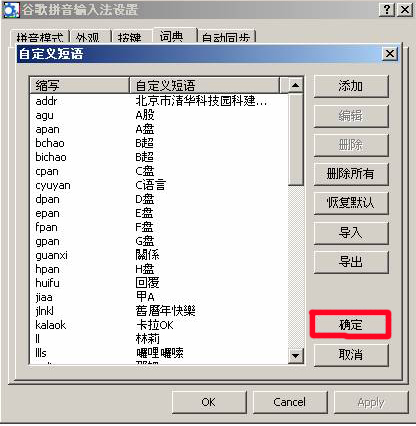 谷歌拼音输入法设置
拼音模式 外观 按键 词典 自动同步
自定义短语
缩写 自定义短语
addr 北京市清华科技园科建...
agu A股
apan A盘
bchao B超
bichao B超
cpan C盘
cyuyan C语言
dpan D盘
epan E盘
fpan F盘
gpan G盘
guanxi 關係
hpan H盘
huifu 回覆
jiaa 甲A
jlnkl 舊曆年快樂
kalaok 卡拉OK
ll 林莉
llls 囉哩囉嗦
添加
编辑
删除
删除所有
恢复默认
导入
导出
确定
取消
OK Cancel Apply